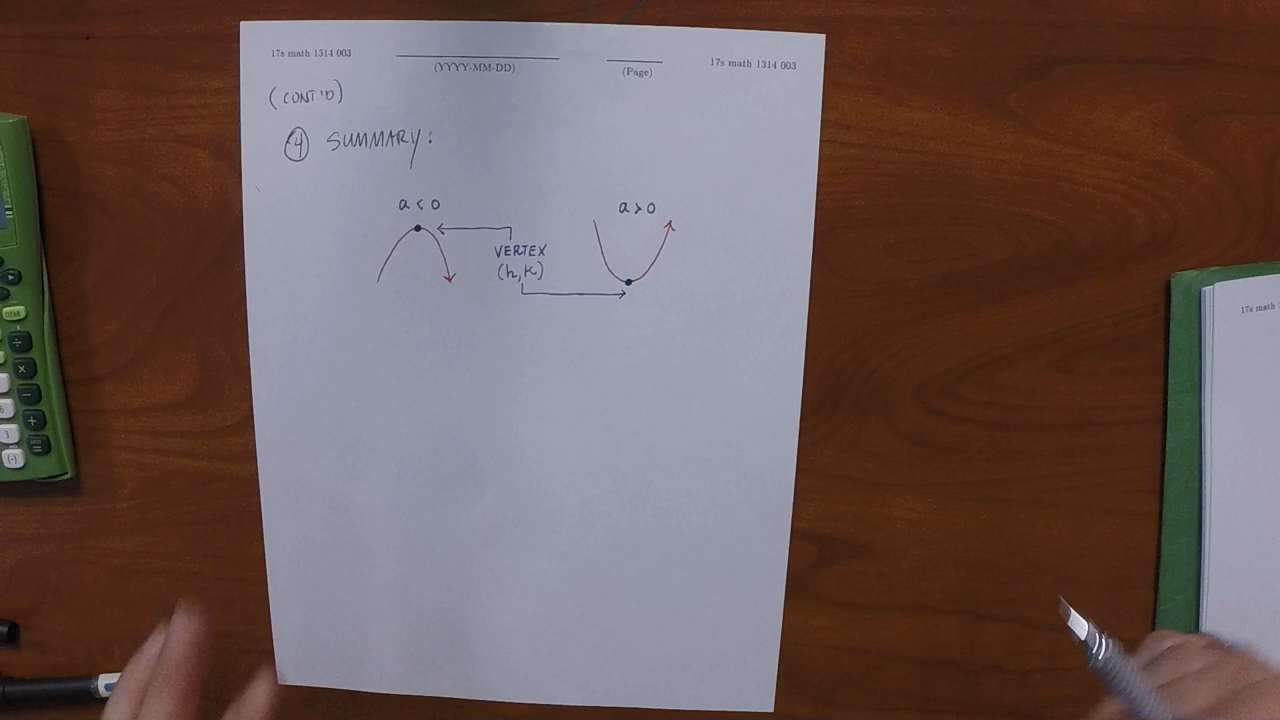 17s math 1314 003
(YYYY-MM-DD)
(Page)
17s math 1314 003
(CONT'D)
④ SUMMARY:
a < 0
a > 0
VERTEX
(h,k)
17s math
CLEAR
÷
×
−
+
(-)